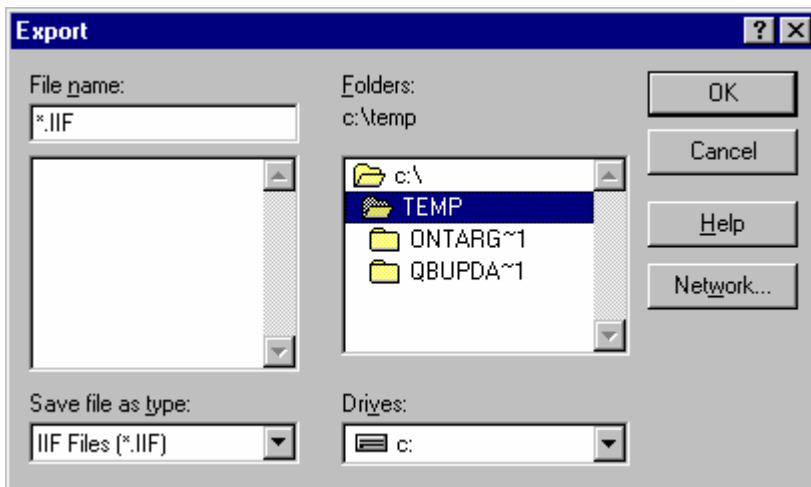 Export
File name:
*.IIF
Folders:
c:\temp
OK
Cancel
c:\
TEMP
ONTARG~1
QBUPDA~1
Help
Network...
Save file as type:
IIF Files (*.IIF)
Drives:
c: